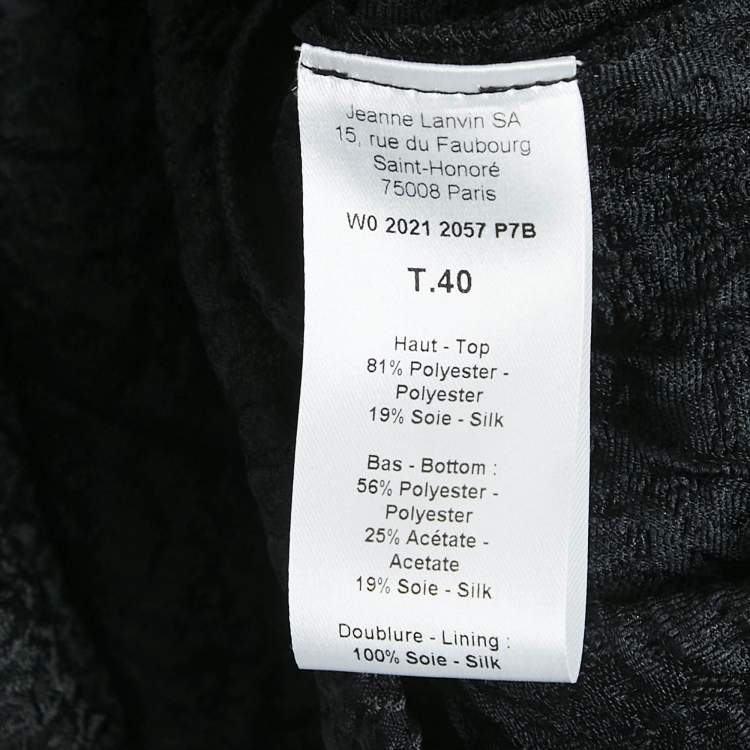 Jeanne Lanvin SA
15, rue du Faubourg
Saint-Honoré
75008 Paris
W0 2021 2057 P7B
T.40
Haut - Top
81% Polyester -
Polyester
19% Soie - Silk
Bas - Bottom :
56% Polyester -
Polyester
25% Acétate -
Acetate
19% Soie - Silk
Doublure - Lining :
100% Soie - Silk